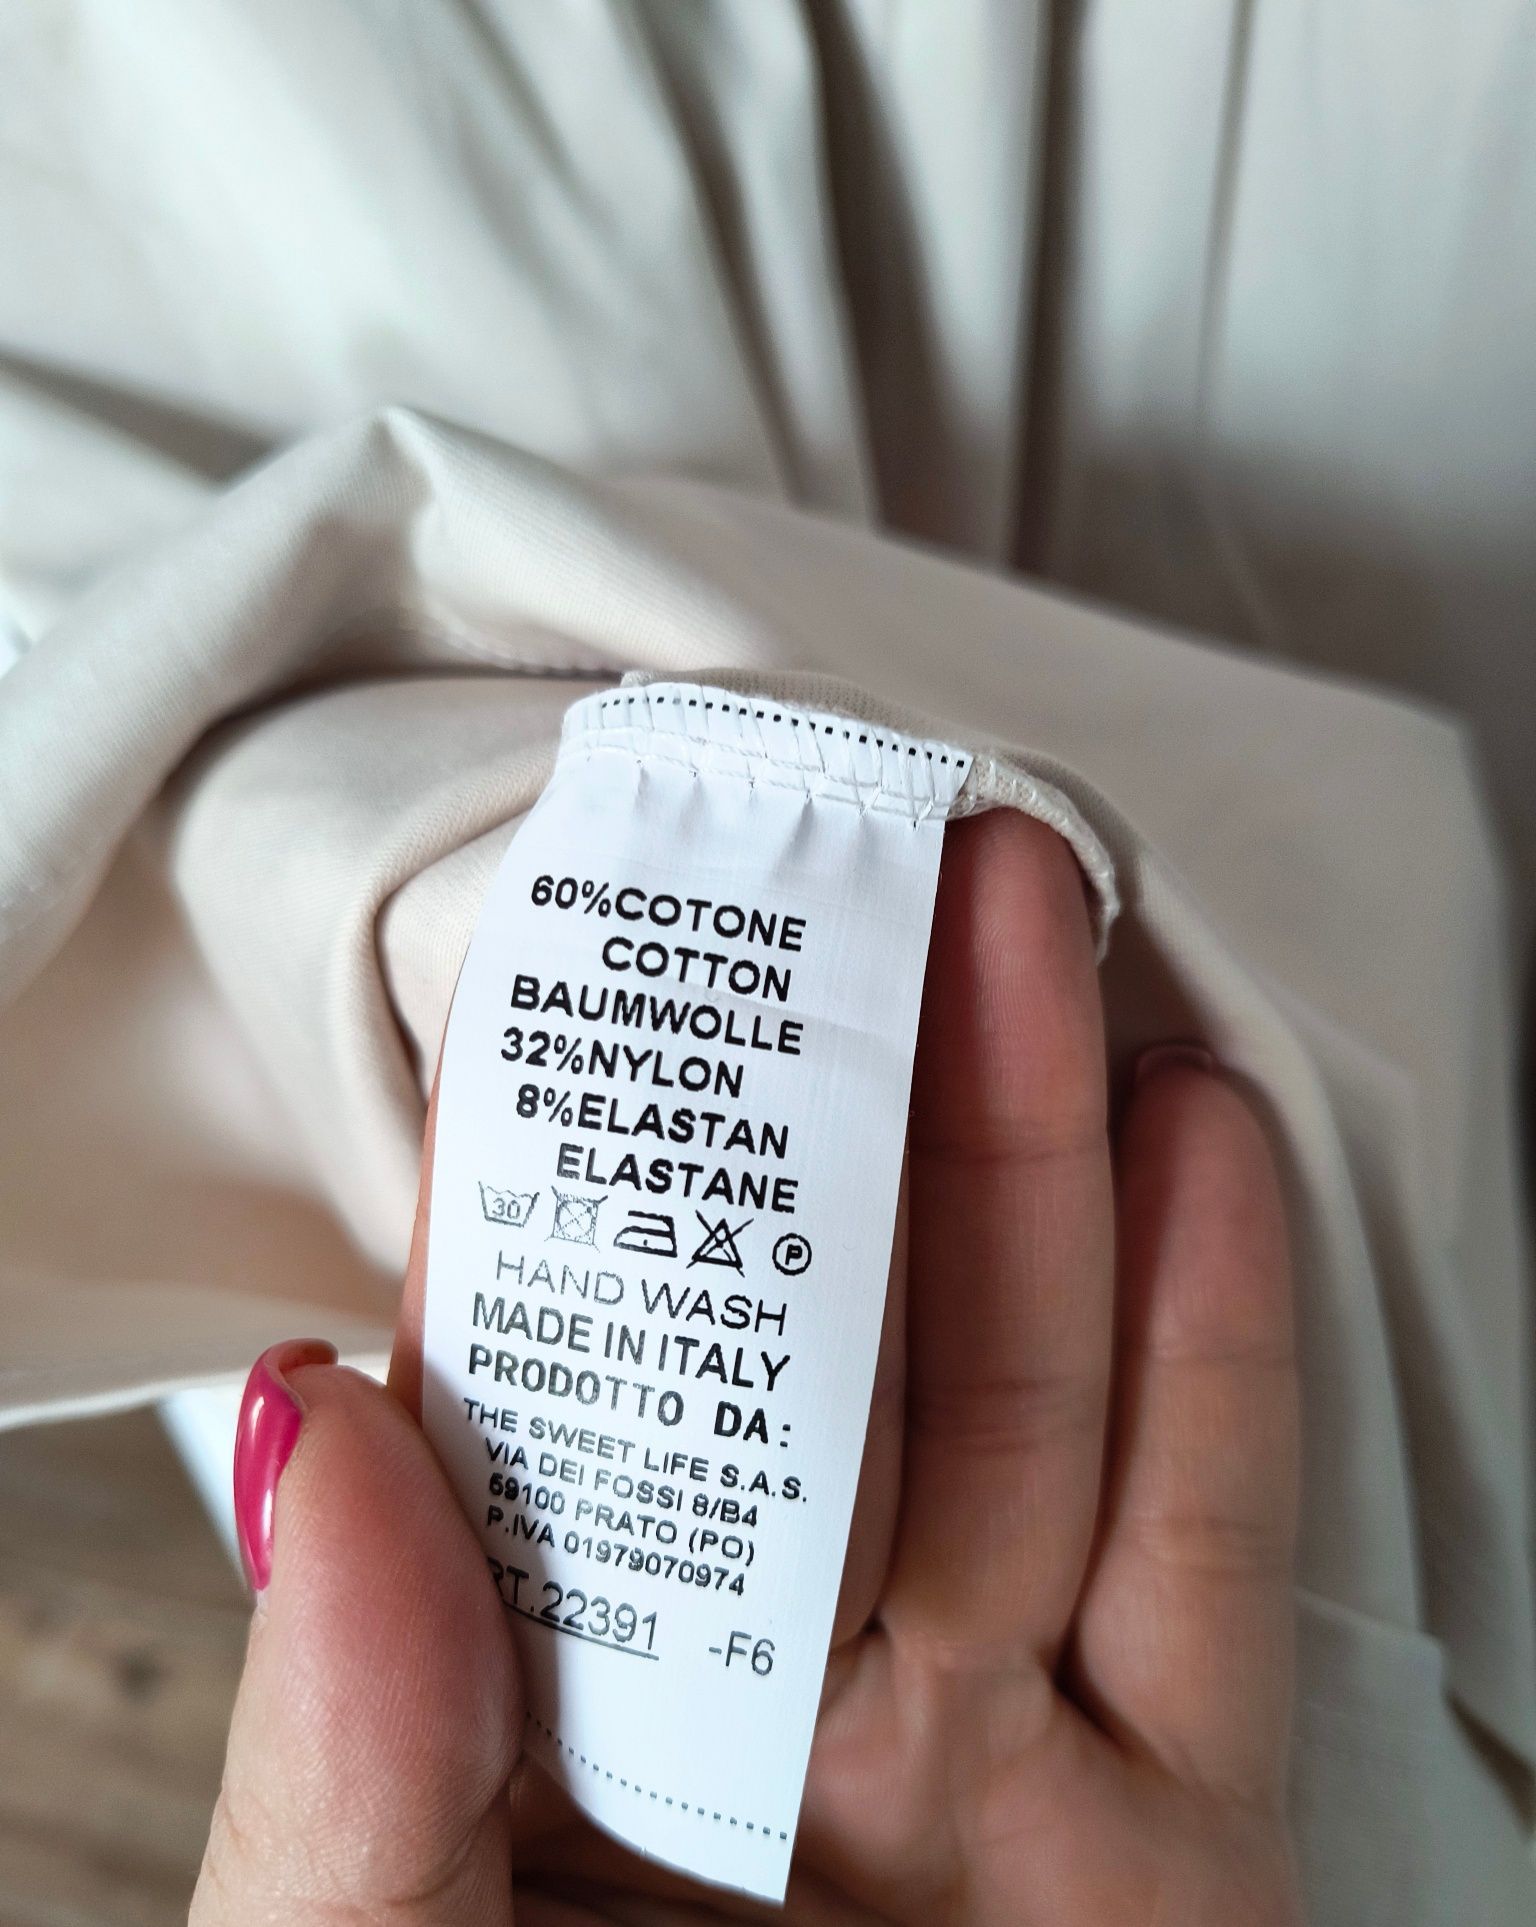 60%COTONE
COTTON
BAUMWOLLE
32%NYLON
8%ELASTAN
ELASTANE
30 P
HAND WASH
MADE IN ITALY
PRODOTTO DA:
THE SWEET LIFE S.A.S.
VIA DEI FOSSI 8/B4
59100 PRATO (PO)
P.IVA 01979070974
RT.22391 -F6